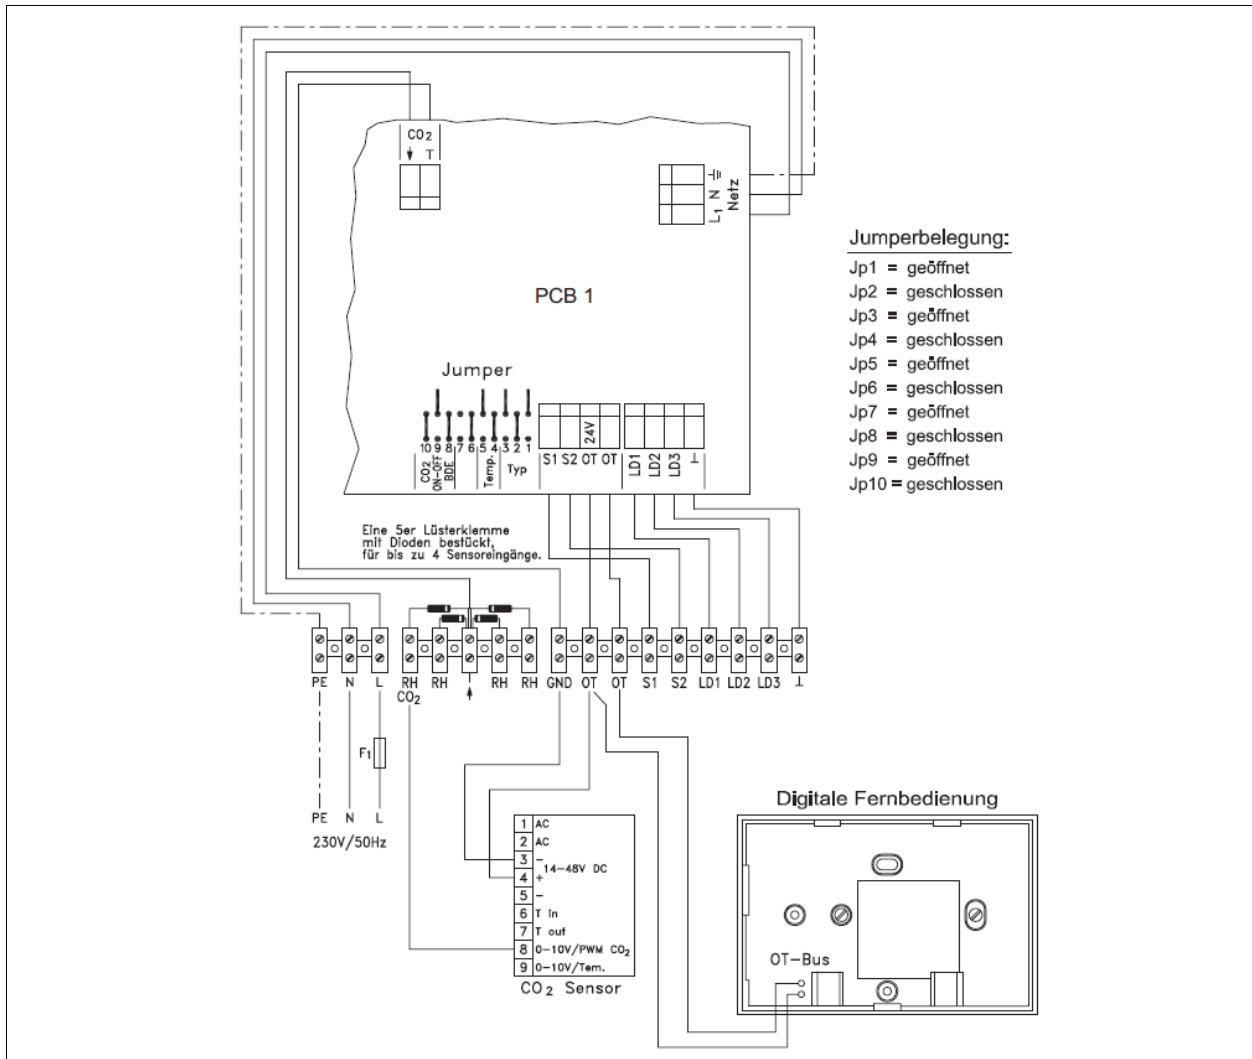 CO2
T
L1 N
Netz
Jumperbelegung:
Jp1 = geöffnet
Jp2 = geschlossen
Jp3 = geöffnet
Jp4 = geschlossen
Jp5 = geöffnet
Jp6 = geschlossen
Jp7 = geöffnet
Jp8 = geschlossen
Jp9 = geöffnet
Jp10 = geschlossen
PCB 1
Jumper
10 9 8 7 6 5 4 3 2 1
CO2
ON-OFF
BDE
Temp.
Typ
24V
S1 S2 OT OT
LD1 LD2 LD3 ⊥
Eine 5er Lüsterklemme
mit Dioden bestückt,
für bis zu 4 Sensoreingänge.
PE N L RH RH RH RH GND OT OT S1 S2 LD1 LD2 LD3 ⊥
CO2
F1
PE N L
230V/50Hz
1 AC
2 AC
3 -
14-48V DC
4 +
5 -
6 T in
7 T out
8 0-10V/PWM CO2
9 0-10V/Tem.
CO2 Sensor
Digitale Fernbedienung
OT-Bus